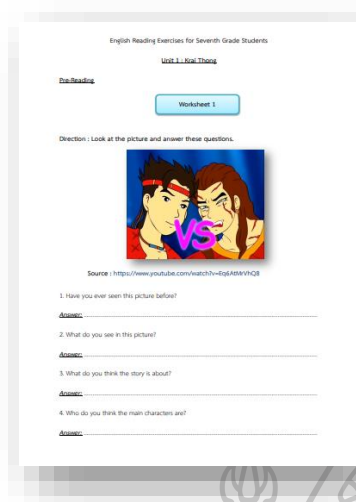 English Reading Exercises for Seventh Grade Students
Unit 1 : Krai Thong
Pre-Reading
Worksheet 1
Direction : Look at the picture and answer these questions.
VS
Source : https://www.youtube.com/watch?v=Eq6AtMrVhQ8
1. Have you ever seen this picture before?
Answer:
2. What do you see in this picture?
Answer:
3. What do you think the story is about?
Answer:
4. Who do you think the main characters are?
Answer: